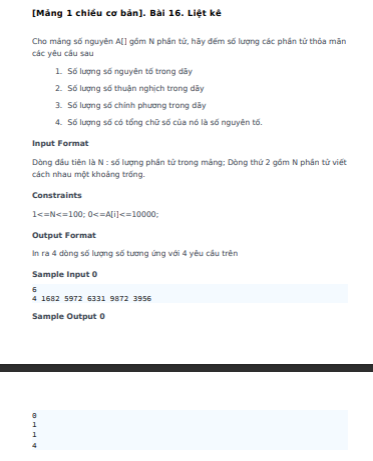 [Mảng 1 chiều cơ bản]. Bài 16. Liệt kê
Cho mảng số nguyên A[] gồm N phần tử, hãy đếm số lượng các phần tử thỏa mãn
các yêu cầu sau
1. Số lượng số nguyên tố trong dãy
2. Số lượng số thuận nghịch trong dãy
3. Số lượng số chính phương trong dãy
4. Số lượng số có tổng chữ số của nó là số nguyên tố.
Input Format
Dòng đầu tiên là N : số lượng phần tử trong mảng; Dòng thứ 2 gồm N phần tử viết
cách nhau một khoảng trống.
Constraints
1<=N<=100; 0<=A[i]<=10000;
Output Format
In ra 4 dòng số lượng số tương ứng với 4 yêu cầu trên
Sample Input 0
6
4 1682 5972 6331 9872 3956
Sample Output 0
0
1
1
4